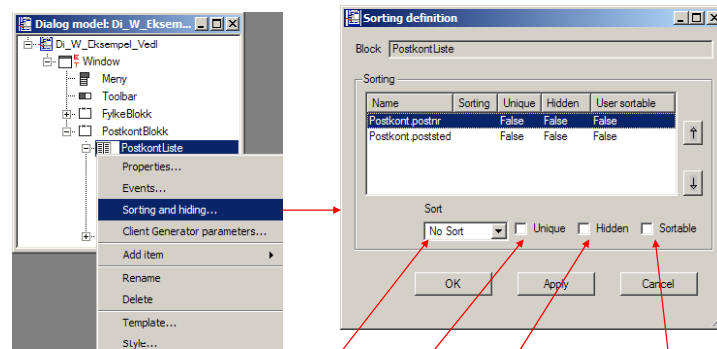 Dialog model: Di_W_Eksem...
Di_W_Eksempel_Vedl
Window
Meny
Toolbar
FylkeBlokk
PostkontBlokk
PostkontListe
Properties...
Events...
Sorting and hiding...
Client Generator parameters...
Add item
Rename
Delete
Template...
Style...
Sorting definition
Block PostkontListe
Sorting
Name Sorting Unique Hidden User sortable
Postkont.postnr False False False
Postkont.poststed False False False
Sort
No Sort Unique Hidden Sortable
OK Apply Cancel